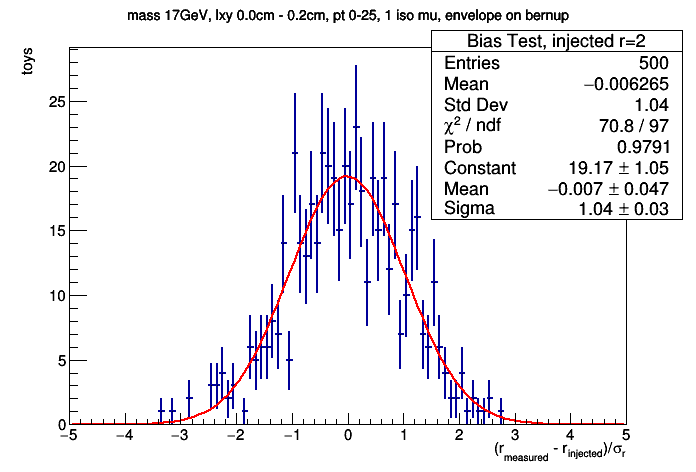 mass 17GeV, lxy 0.0cm - 0.2cm, pt 0-25, 1 iso mu, envelope on bernup
toys
Bias Test, injected r=2
Entries 500
Mean −0.006265
Std Dev 1.04
χ² / ndf 70.8 / 97
Prob 0.9791
Constant 19.17 ± 1.05
Mean −0.007 ± 0.047
Sigma 1.04 ± 0.03
25
20
15
10
5
0
−5 −4 −3 −2 −1 0 1 2 3 4 5
(r_measured - r_injected)/σ_r